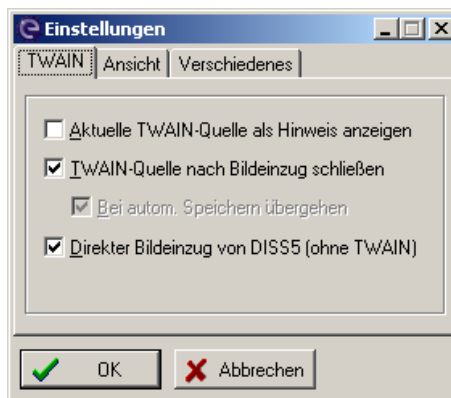 Einstellungen
TWAIN Ansicht Verschiedenes
Aktuelle TWAIN-Quelle als Hinweis anzeigen
TWAIN-Quelle nach Bildeinzug schließen
Bei autom. Speichern übergehen
Direkter Bildeinzug von DISS5 (ohne TWAIN)
OK Abbrechen